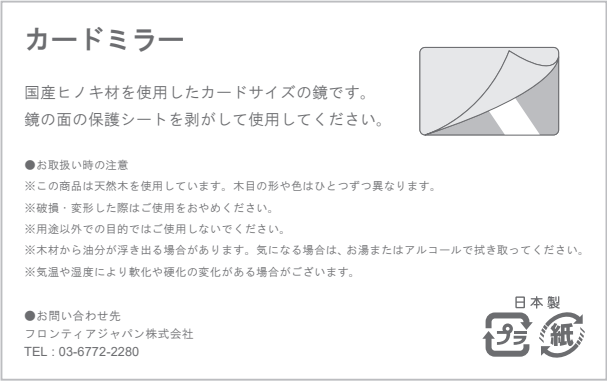 カードミラー
国産ヒノキ材を使用したカードサイズの鏡です。
鏡の面の保護シートを剥がして使用してください。
●お取扱い時の注意
※この商品は天然木を使用しています。木目の形や色はひとつずつ異なります。
※破損・変形した際はご使用をおやめください。
※用途以外での目的ではご使用しないでください。
※木材から油分が浮き出る場合があります。気になる場合は、お湯またはアルコールで拭き取ってください。
※気温や湿度により軟化や硬化の変化がある場合がございます。
●お問い合わせ先
フロンティアジャパン株式会社
TEL : 03-6772-2280
日本製
プラ 紙